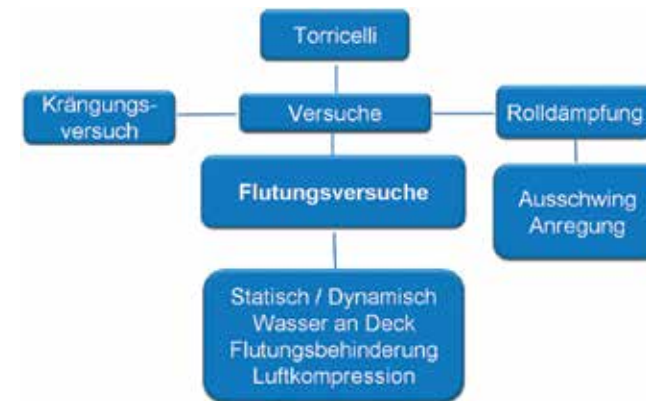 Torricelli
Krängungs-
versuch
Versuche
Rolldämpfung
Flutungsversuche
Ausschwing
Anregung
Statisch / Dynamisch
Wasser an Deck
Flutungsbehinderung
Luftkompression